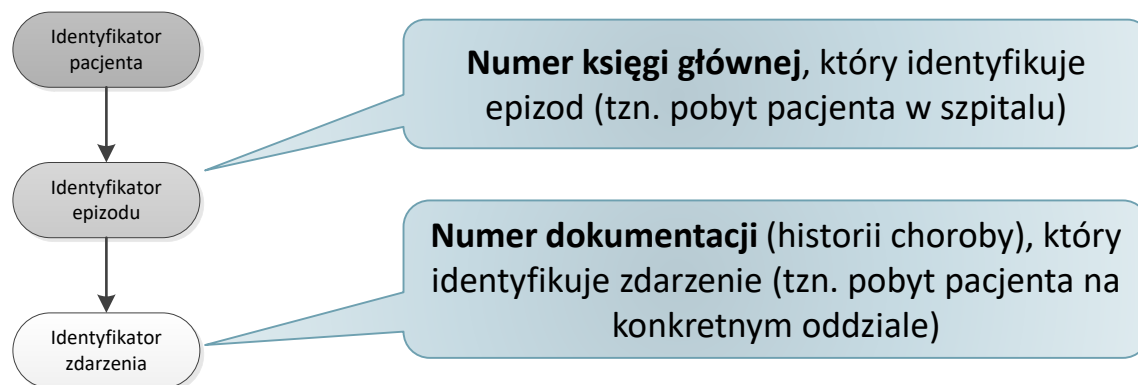 Identyfikator
pacjenta
Numer księgi głównej, który identyfikuje
epizod (tzn. pobyt pacjenta w szpitalu)
Identyfikator
epizodu
Numer dokumentacji (historii choroby), który
identyfikuje zdarzenie (tzn. pobyt pacjenta na
konkretnym oddziale)
Identyfikator
zdarzenia